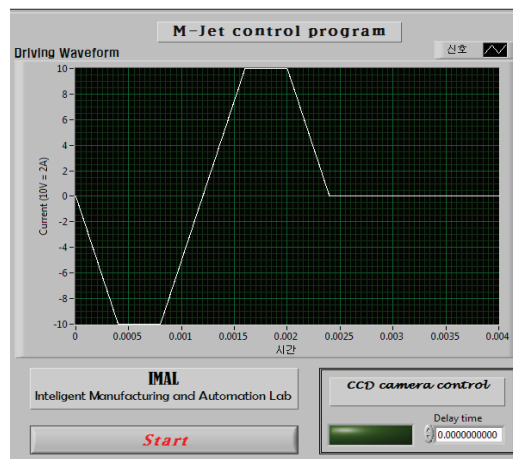 M-Jet control program
Driving Waveform
신호
Current (10V = 2A)
10
8
6
4
2
0
-2
-4
-6
-8
-10
0 0.0005 0.001 0.0015 0.002 0.0025 0.003 0.0035 0.004
시간
IMAL
Inteligent Manufacturing and Automation Lab
Start
CCD camera control
Delay time
0.0000000000